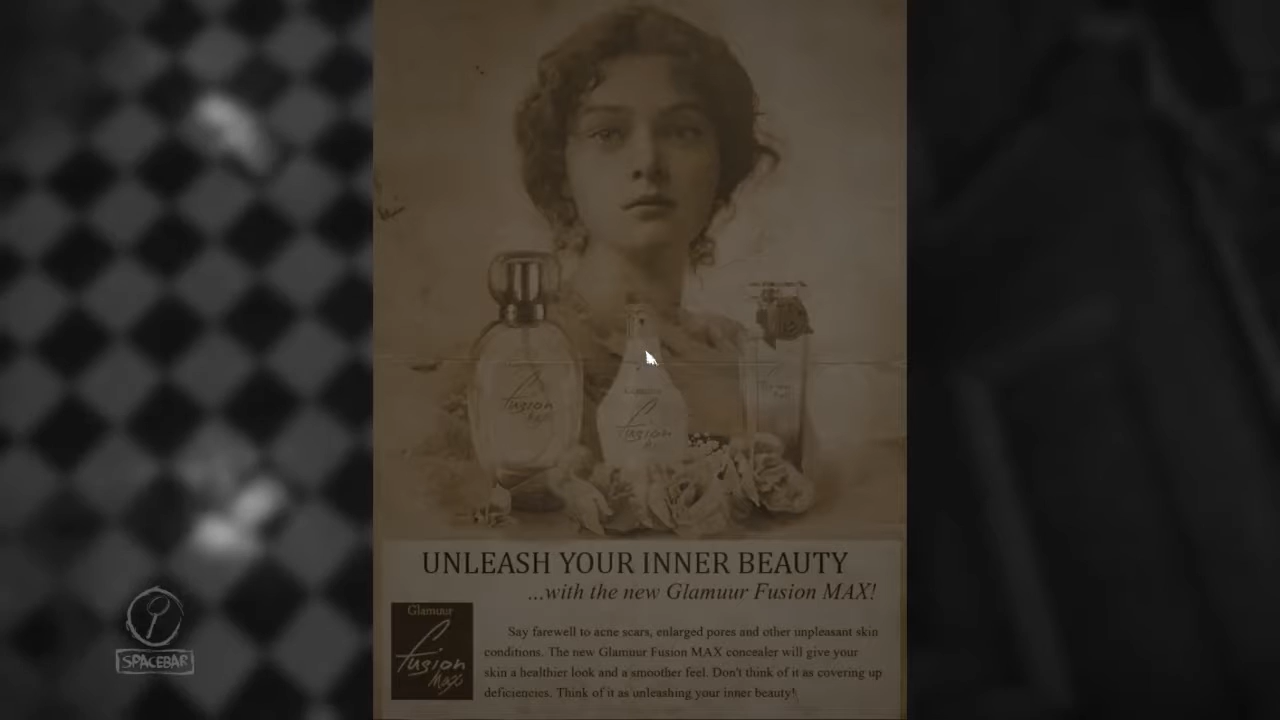 fusion
fusion
UNLEASH YOUR INNER BEAUTY
...with the new Glamuur Fusion MAX!
Glamuur
fusion
Max
Say farewell to acne scars, enlarged pores and other unpleasant skin
conditions. The new Glamuur Fusion MAX concealer will give your
skin a healthier look and a smoother feel. Don't think of it as covering up
deficiencies. Think of it as unleashing your inner beauty!
SPACEBAR